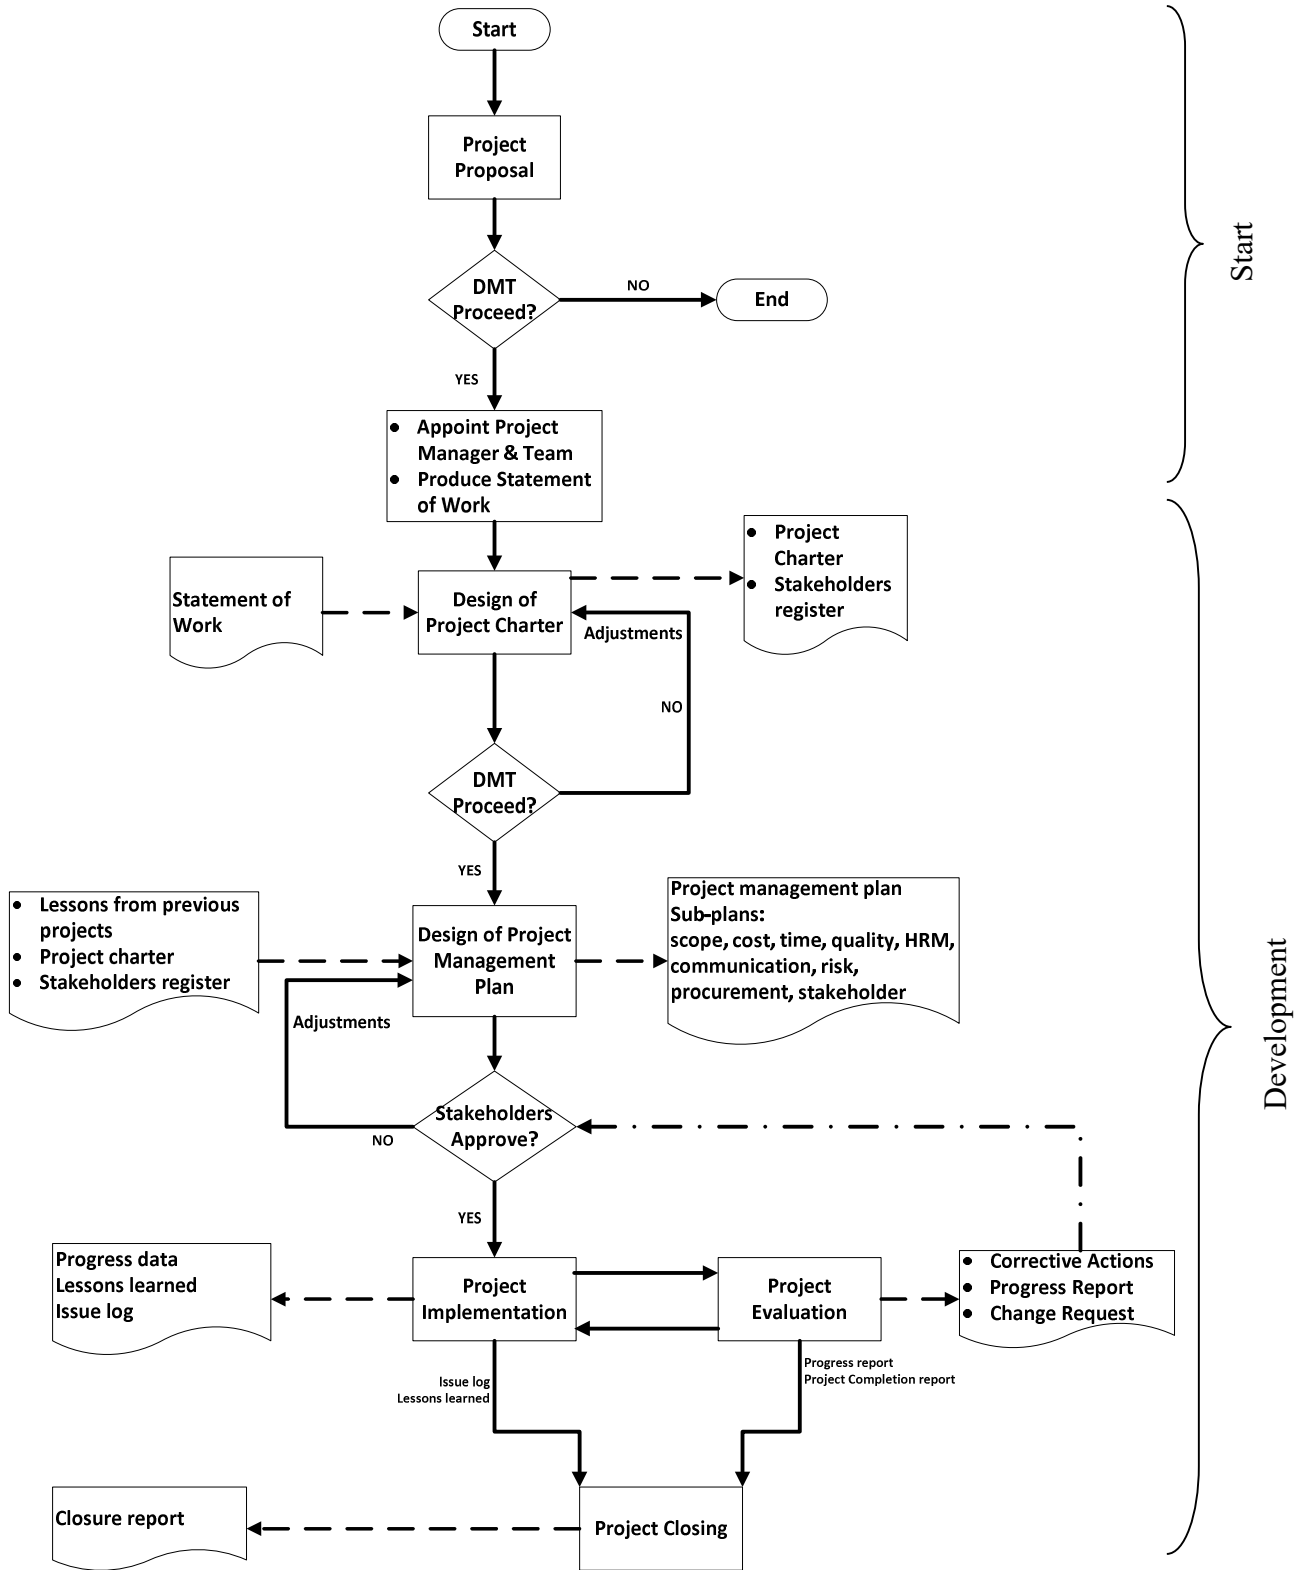 Start
Project
Proposal
DMT
Proceed?
NO
End
YES
• Appoint Project
Manager & Team
• Produce Statement
of Work
Start
Statement of
Work
Design of
Project Charter
• Project
Charter
• Stakeholders
register
Adjustments
NO
DMT
Proceed?
YES
• Lessons from previous
projects
• Project charter
• Stakeholders register
Design of Project
Management
Plan
Project management plan
Sub-plans:
scope, cost, time, quality, HRM,
communication, risk,
procurement, stakeholder
Adjustments
Stakeholders
Approve?
NO
YES
Development
Progress data
Lessons learned
Issue log
Project
Implementation
Project
Evaluation
• Corrective Actions
• Progress Report
• Change Request
Issue log
Lessons learned
Progress report
Project Completion report
Closure report
Project Closing